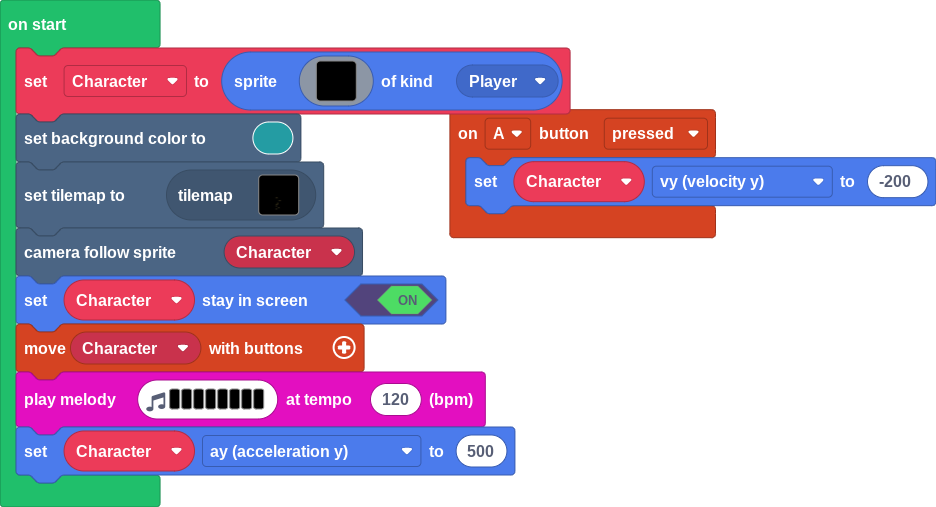 on start
set Character to sprite of kind Player
set background color to
set tilemap to tilemap
camera follow sprite Character
set Character stay in screen ON
move Character with buttons
play melody at tempo 120 (bpm)
set Character ay (acceleration y) to 500
on A button pressed
set Character vy (velocity y) to -200